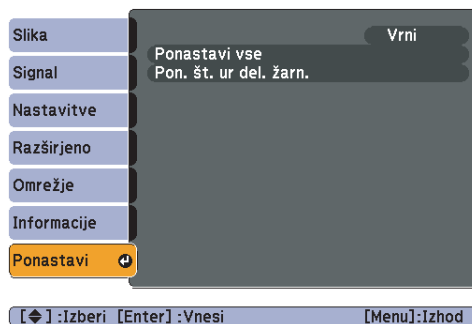 Slika
Signal
Nastavitve
Razširjeno
Omrežje
Informacije
Ponastavi
Vrni
Ponastavi vse
Pon. št. ur del. žarn.
[◆] :Izberi [Enter] :Vnesi [Menu]:Izhod